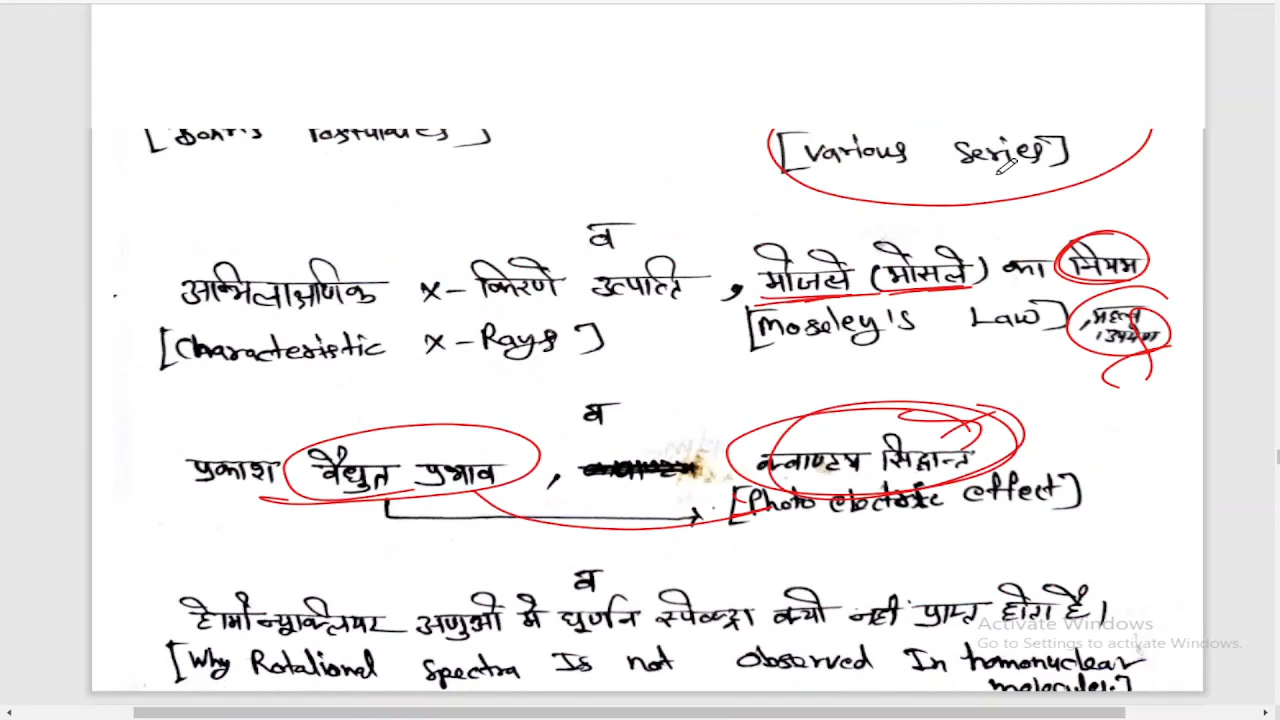 [Various Series]
व
अभिलाक्षणिक X-किरणें उत्पत्ति, मोजले (मोसले) का नियम
[Characteristic X-Rays] [Moseley's Law] , महत्व
व
प्रकाश वैधुत प्रभाव , क्वाण्टम सिद्धान्त
[Photo electric effect]
व
होमोन्यूक्लियर अणुओ मे घूर्णन स्पेक्ट्रा क्यो नहीं प्राप्त होता है।
Activate Windows
Go to Settings to activate Windows.
[Why Rotational Spectra Is not Observed In homonuclear
molecules.]